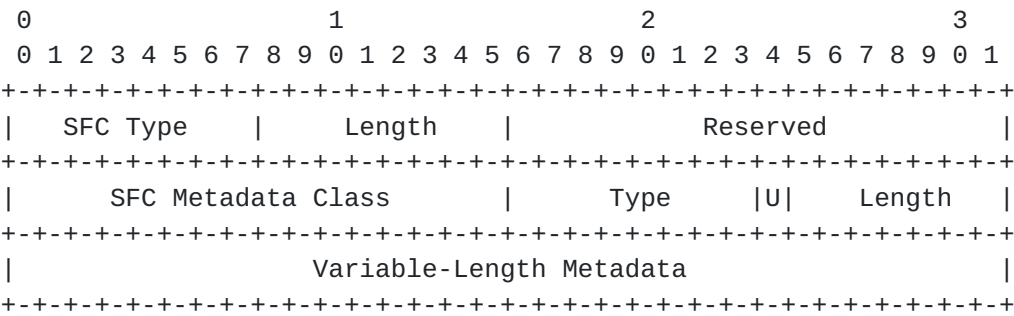 0                   1                   2                   3
 0 1 2 3 4 5 6 7 8 9 0 1 2 3 4 5 6 7 8 9 0 1 2 3 4 5 6 7 8 9 0 1
+-+-+-+-+-+-+-+-+-+-+-+-+-+-+-+-+-+-+-+-+-+-+-+-+-+-+-+-+-+-+-+-+
|   SFC Type    |     Length    |            Reserved           |
+-+-+-+-+-+-+-+-+-+-+-+-+-+-+-+-+-+-+-+-+-+-+-+-+-+-+-+-+-+-+-+-+
|      SFC Metadata Class       |      Type     |U|    Length   |
+-+-+-+-+-+-+-+-+-+-+-+-+-+-+-+-+-+-+-+-+-+-+-+-+-+-+-+-+-+-+-+-+
|                   Variable-Length Metadata                    |
+-+-+-+-+-+-+-+-+-+-+-+-+-+-+-+-+-+-+-+-+-+-+-+-+-+-+-+-+-+-+-+-+